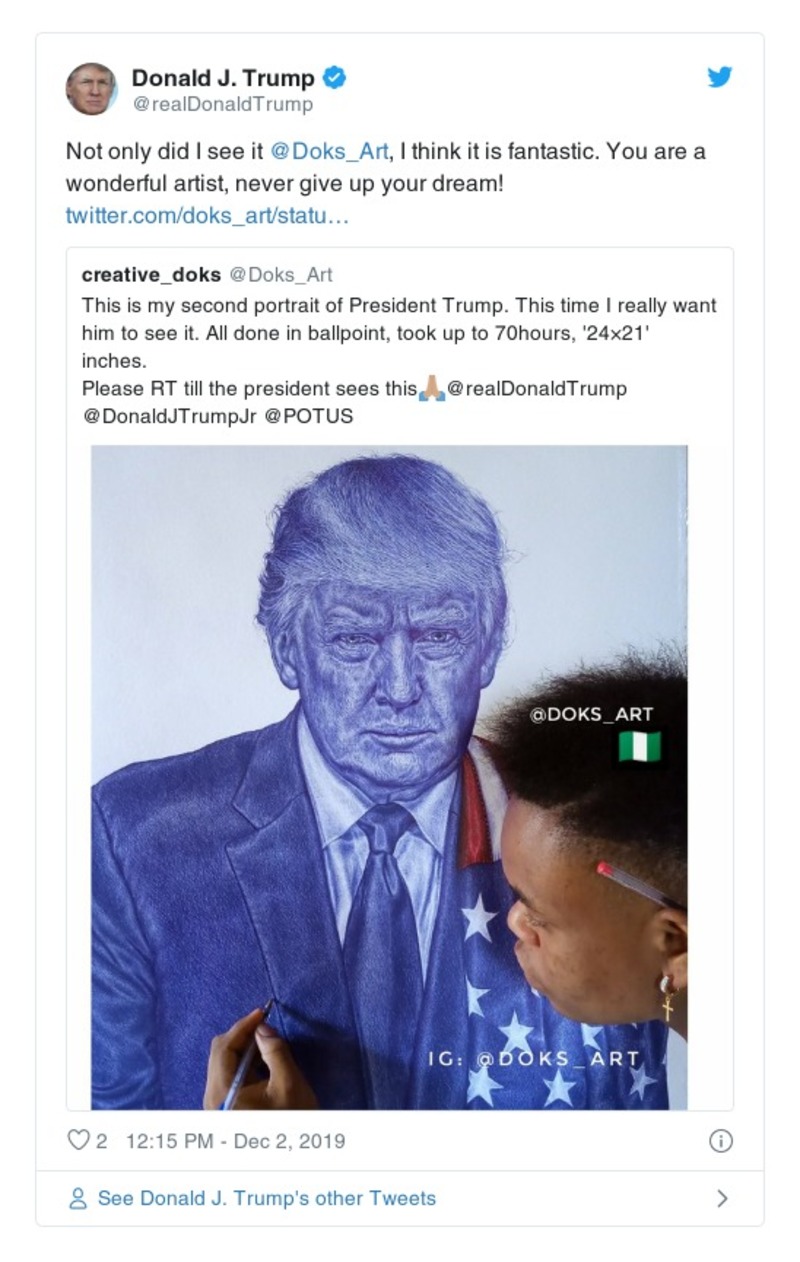 Donald J. Trump
@realDonaldTrump
Not only did I see it @Doks_Art, I think it is fantastic. You are a
wonderful artist, never give up your dream!
twitter.com/doks_art/statu…
creative_doks @Doks_Art
This is my second portrait of President Trump. This time I really want
him to see it. All done in ballpoint, took up to 70hours, '24×21'
inches.
Please RT till the president sees this🙏🏼@realDonaldTrump
@DonaldJTrumpJr @POTUS
@DOKS_ART
IG: @DOKS_ART
2 12:15 PM - Dec 2, 2019
See Donald J. Trump's other Tweets